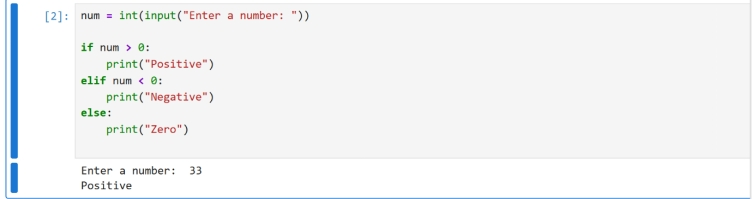 [2]: num = int(input("Enter a number: "))

if num > 0:
    print("Positive")
elif num < 0:
    print("Negative")
else:
    print("Zero")

Enter a number:  33
Positive